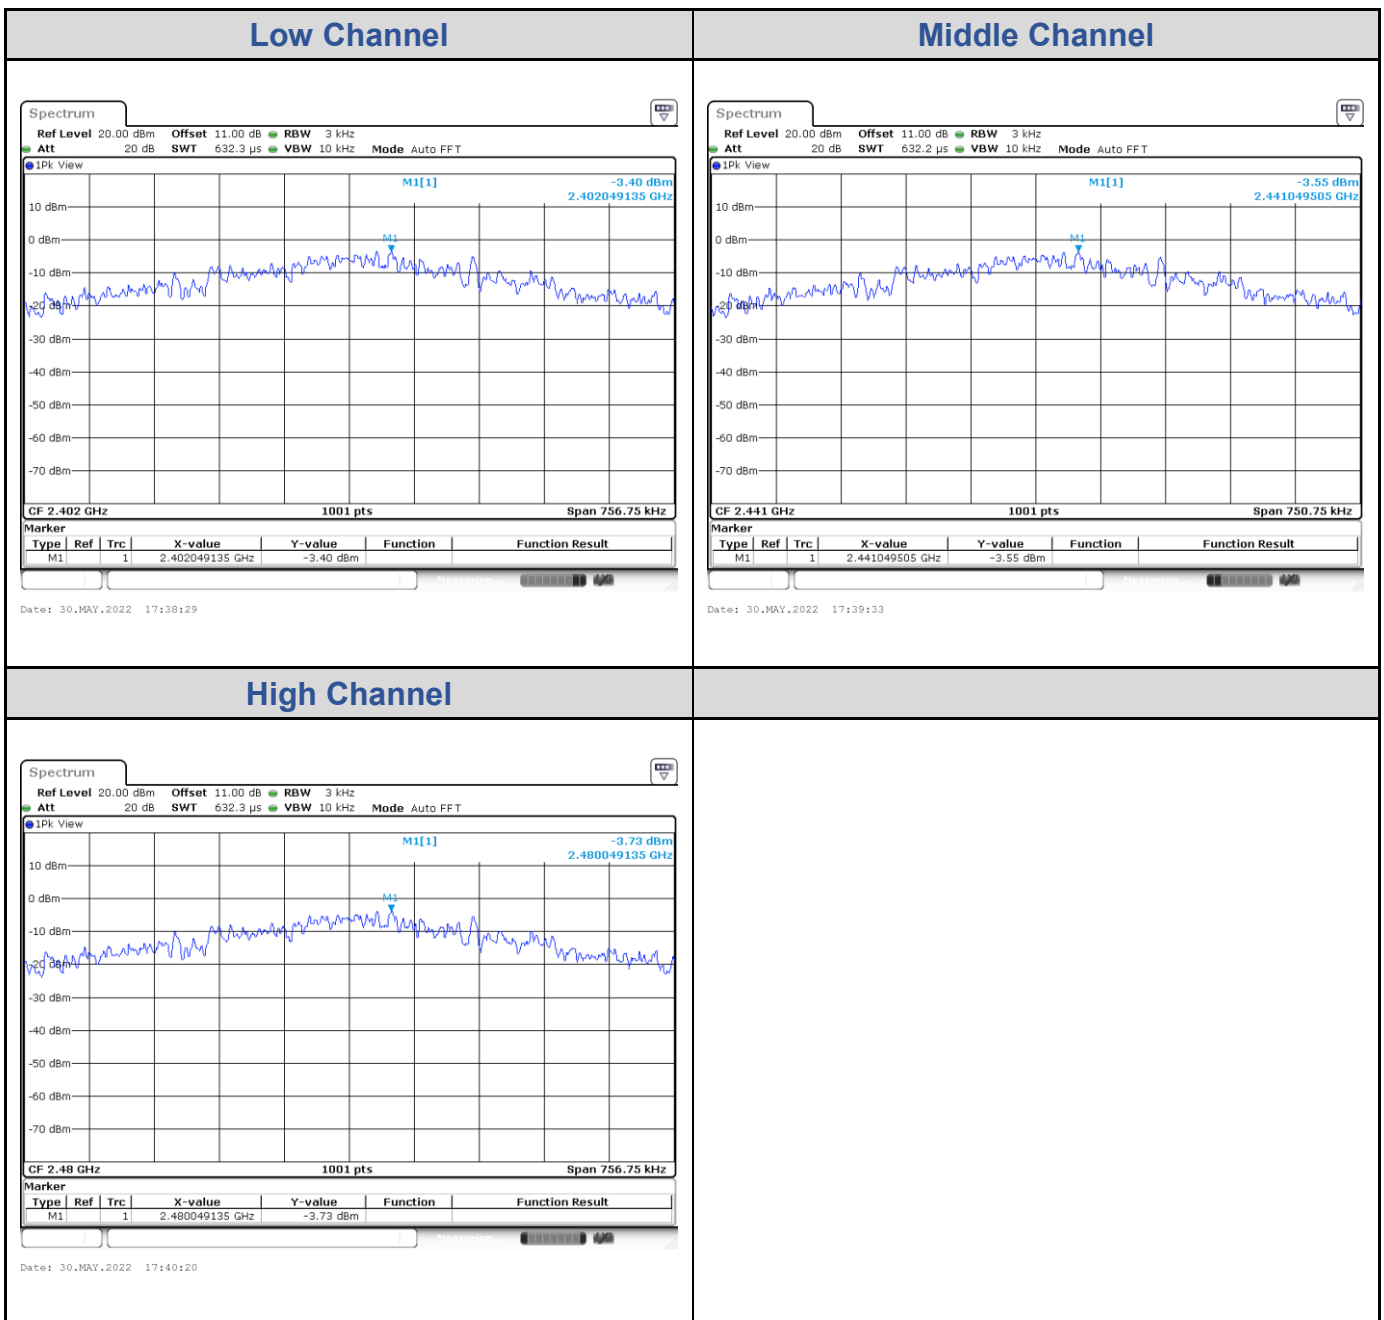 Low Channel
Middle Channel
Spectrum
Ref Level 20.00 dBm Offset 11.00 dB RBW 3 kHz
Att 20 dB SWT 632.3 µs VBW 10 kHz Mode Auto FFT
1Pk View
M1[1] -3.40 dBm
2.402049135 GHz
10 dBm
M1
0 dBm
-10 dBm
-20 dBm
-30 dBm
-40 dBm
-50 dBm
-60 dBm
-70 dBm
CF 2.402 GHz 1001 pts Span 756.75 kHz
Marker
Type Ref Trc X-value Y-value Function Function Result
M1 1 2.402049135 GHz -3.40 dBm
Measuring
Date: 30.MAY.2022 17:38:29
Spectrum
Ref Level 20.00 dBm Offset 11.00 dB RBW 3 kHz
Att 20 dB SWT 632.2 µs VBW 10 kHz Mode Auto FFT
1Pk View
M1[1] -3.55 dBm
2.441049505 GHz
10 dBm
M1
0 dBm
-10 dBm
-20 dBm
-30 dBm
-40 dBm
-50 dBm
-60 dBm
-70 dBm
CF 2.441 GHz 1001 pts Span 750.75 kHz
Marker
Type Ref Trc X-value Y-value Function Function Result
M1 1 2.441049505 GHz -3.55 dBm
Measuring
Date: 30.MAY.2022 17:39:33
High Channel
Spectrum
Ref Level 20.00 dBm Offset 11.00 dB RBW 3 kHz
Att 20 dB SWT 632.3 µs VBW 10 kHz Mode Auto FFT
1Pk View
M1[1] -3.73 dBm
2.480049135 GHz
10 dBm
M1
0 dBm
-10 dBm
-20 dBm
-30 dBm
-40 dBm
-50 dBm
-60 dBm
-70 dBm
CF 2.48 GHz 1001 pts Span 756.75 kHz
Marker
Type Ref Trc X-value Y-value Function Function Result
M1 1 2.480049135 GHz -3.73 dBm
Measuring
Date: 30.MAY.2022 17:40:20